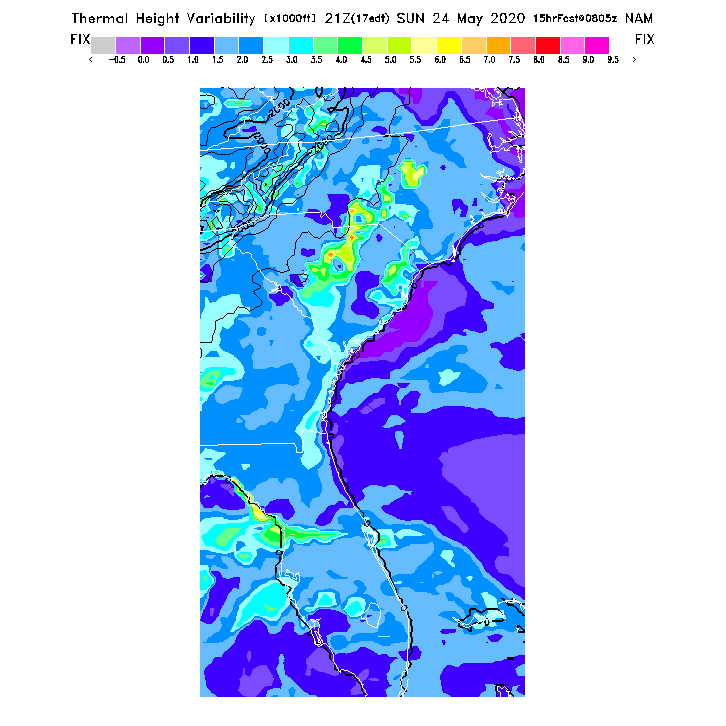 Thermal Height Variability [x1000ft] 21Z(17edt) SUN 24 May 2020 15hrFcst@0805z NAM
FIX FIX
< -0.5 0.0 0.5 1.0 1.5 2.0 2.5 3.0 3.5 4.0 4.5 5.0 5.5 6.0 6.5 7.0 7.5 8.0 8.5 9.0 9.5 >
2000
2000